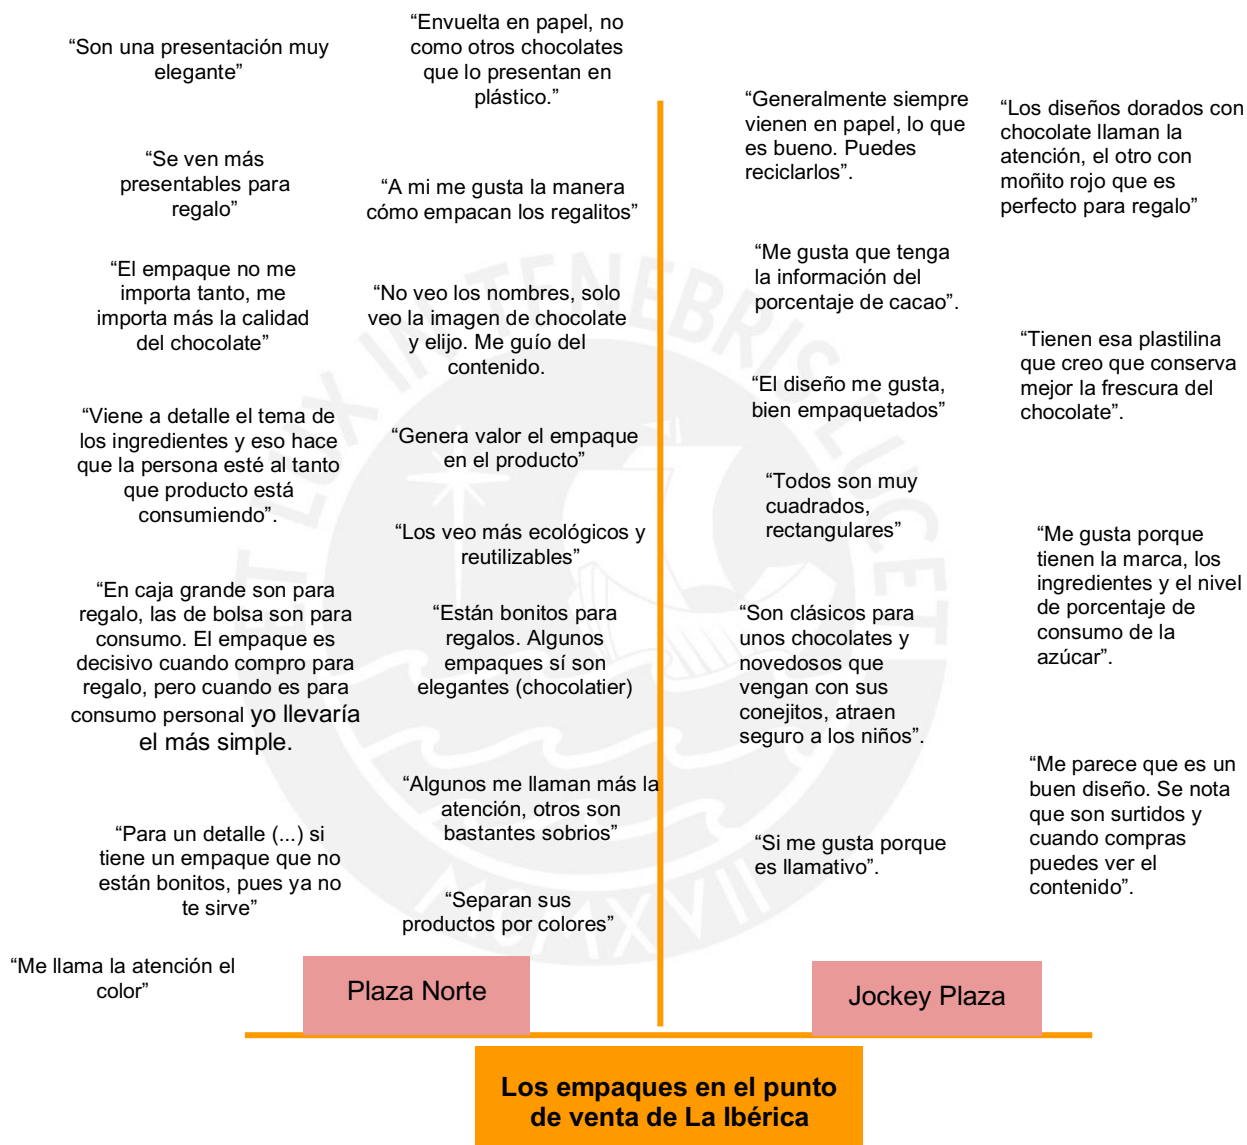 “Son una presentación muy
elegante”
“Envuelta en papel, no
como otros chocolates
que lo presentan en
plástico.”
“Se ven más
presentables para
regalo”
“A mi me gusta la manera
cómo empacan los regalitos”
“El empaque no me
importa tanto, me
importa más la calidad
del chocolate”
“No veo los nombres, solo
veo la imagen de chocolate
y elijo. Me guío del
contenido.
“Viene a detalle el tema de
los ingredientes y eso hace
que la persona esté al tanto
que producto está
consumiendo”.
“Genera valor el empaque
en el producto”
“Los veo más ecológicos y
reutilizables”
“En caja grande son para
regalo, las de bolsa son para
consumo. El empaque es
decisivo cuando compro para
regalo, pero cuando es para
consumo personal yo llevaría
el más simple.
“Están bonitos para
regalos. Algunos
empaques sí son
elegantes (chocolatier)
“Algunos me llaman más la
atención, otros son
bastantes sobrios”
“Para un detalle (...) si
tiene un empaque que no
están bonitos, pues ya no
te sirve”
“Separan sus
productos por colores”
“Me llama la atención el
color”
Plaza Norte
“Generalmente siempre
vienen en papel, lo que
es bueno. Puedes
reciclarlos”.
“Los diseños dorados con
chocolate llaman la
atención, el otro con
moñito rojo que es
perfecto para regalo”
“Me gusta que tenga
la información del
porcentaje de cacao”.
“Tienen esa plastilina
que creo que conserva
mejor la frescura del
chocolate”.
“El diseño me gusta,
bien empaquetados”
“Todos son muy
cuadrados,
rectangulares”
“Me gusta porque
tienen la marca, los
ingredientes y el nivel
de porcentaje de
consumo de la
azúcar”.
“Son clásicos para
unos chocolates y
novedosos que
vengan con sus
conejitos, atraen
seguro a los niños”.
“Me parece que es un
buen diseño. Se nota
que son surtidos y
cuando compras
puedes ver el
contenido”.
“Si me gusta porque
es llamativo”.
Jockey Plaza
Los empaques en el punto
de venta de La Ibérica
ET LUX IN TENEBRIS LUCET
MCMXVII